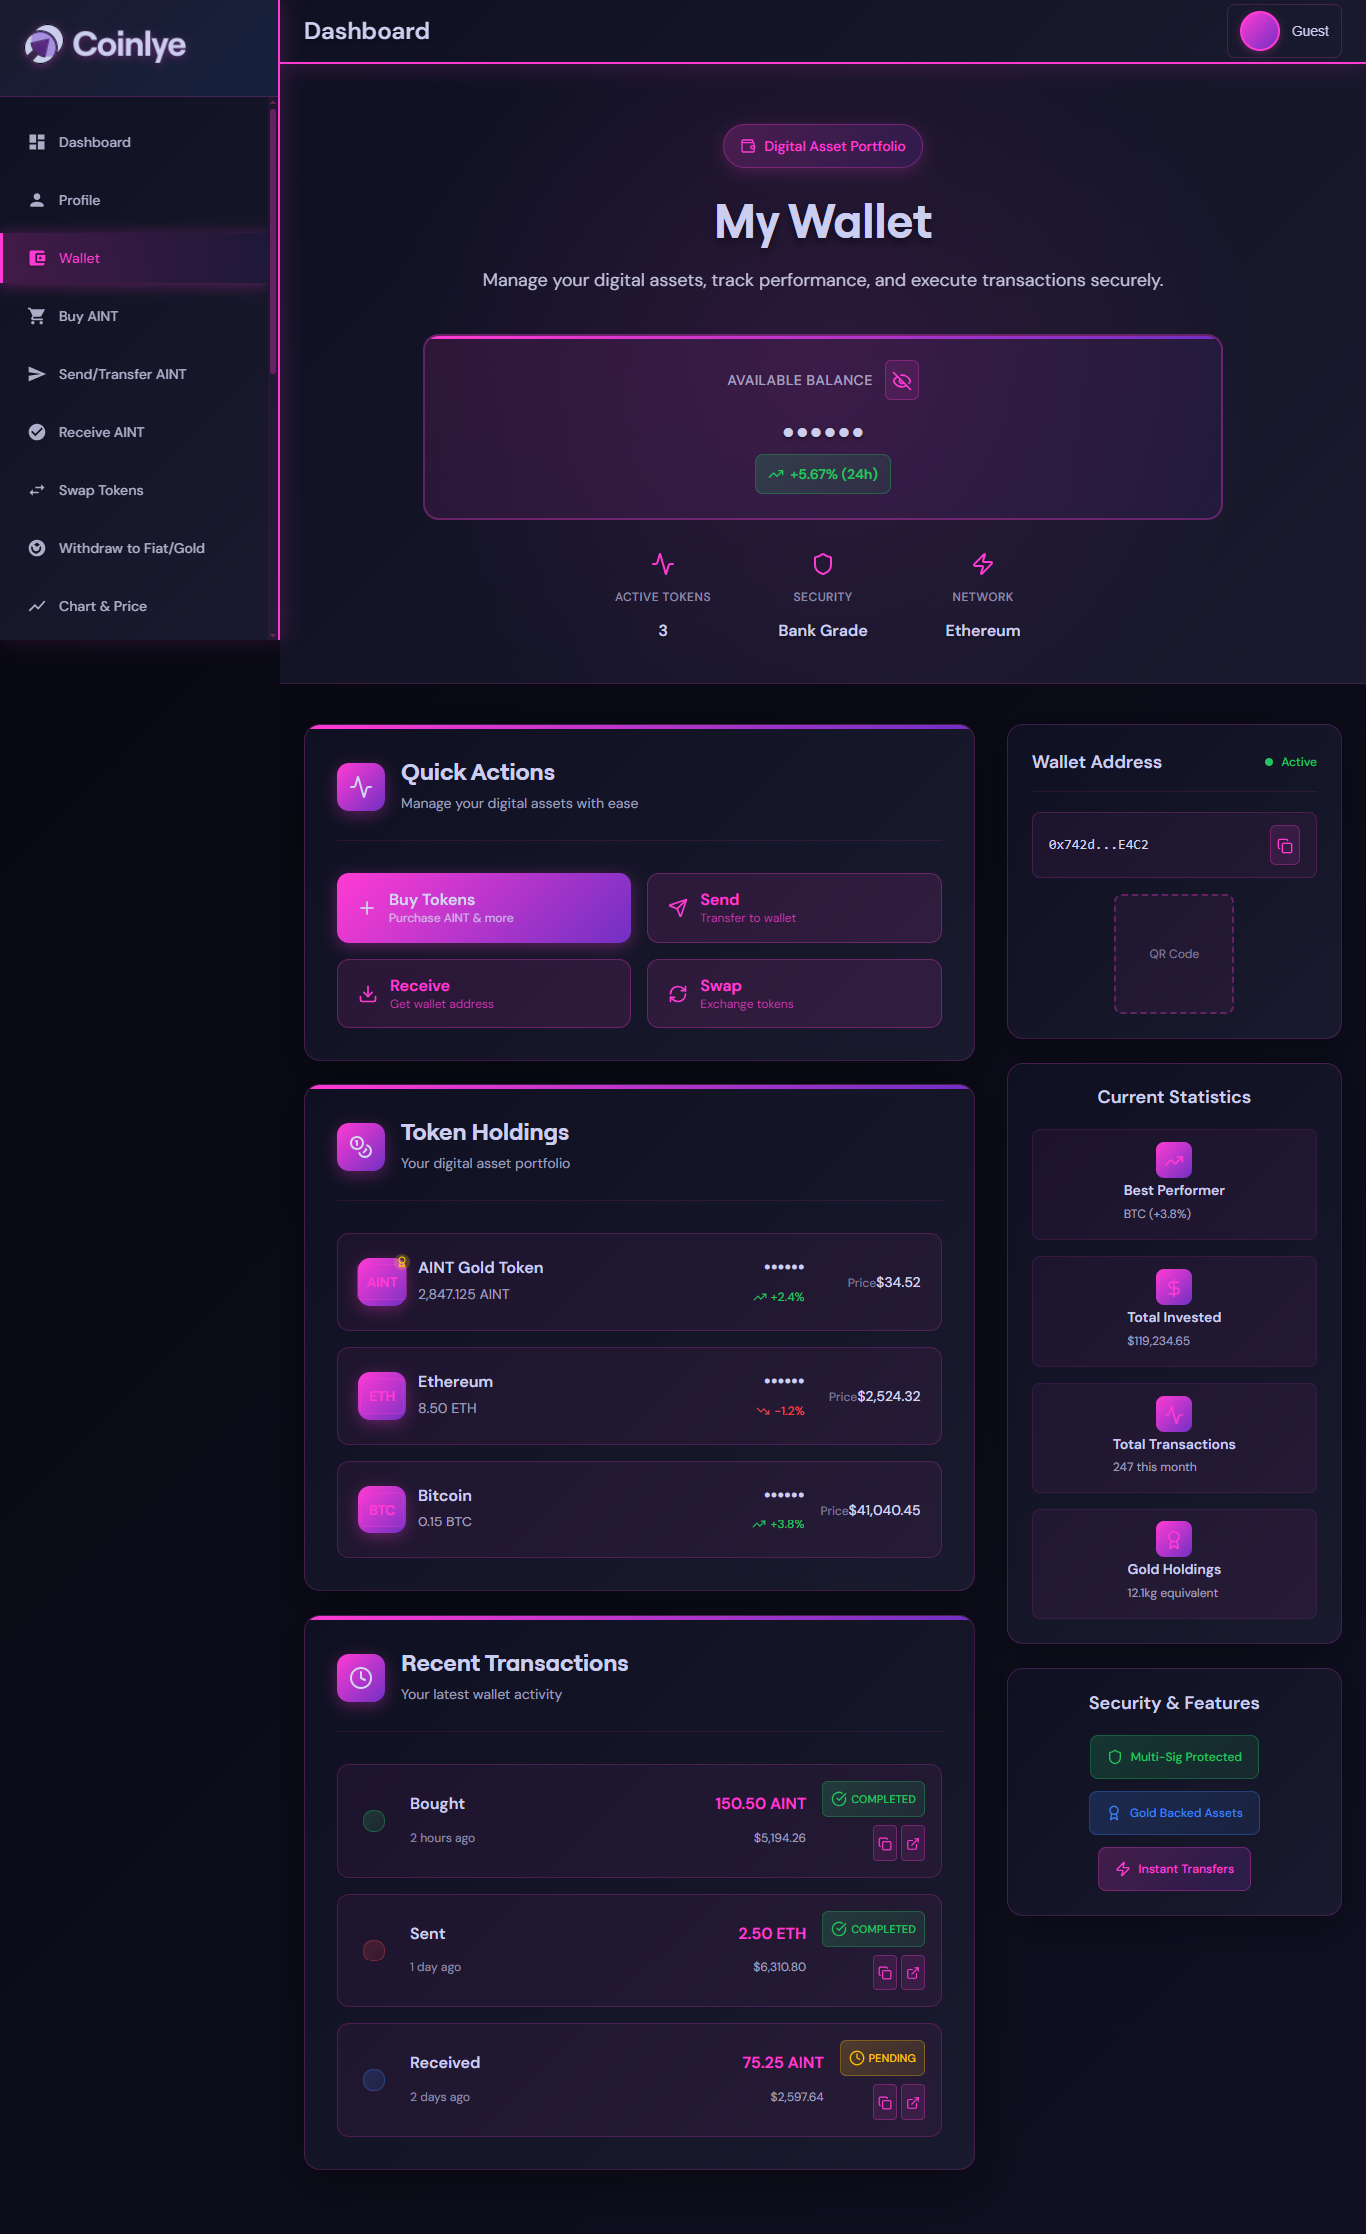 Coinlye
Dashboard
Profile
Wallet
Buy AINT
Send/Transfer AINT
Receive AINT
Swap Tokens
Withdraw to Fiat/Gold
Chart & Price
Dashboard
Guest
Digital Asset Portfolio
My Wallet
Manage your digital assets, track performance, and execute transactions securely.
AVAILABLE BALANCE
••••••
+5.67% (24h)
ACTIVE TOKENS
3
SECURITY
Bank Grade
NETWORK
Ethereum
Quick Actions
Manage your digital assets with ease
Buy Tokens
Purchase AINT & more
Send
Transfer to wallet
Receive
Get wallet address
Swap
Exchange tokens
Token Holdings
Your digital asset portfolio
AINT
AINT Gold Token
2,847.125 AINT
••••••
+2.4%
Price$34.52
ETH
Ethereum
8.50 ETH
••••••
-1.2%
Price$2,524.32
BTC
Bitcoin
0.15 BTC
••••••
+3.8%
Price$41,040.45
Recent Transactions
Your latest wallet activity
Bought
2 hours ago
150.50 AINT
$5,194.26
COMPLETED
Sent
1 day ago
2.50 ETH
$6,310.80
COMPLETED
Received
2 days ago
75.25 AINT
$2,597.64
PENDING
Wallet Address
Active
0x742d...E4C2
QR Code
Current Statistics
Best Performer
BTC (+3.8%)
Total Invested
$119,234.65
Total Transactions
247 this month
Gold Holdings
12.1kg equivalent
Security & Features
Multi-Sig Protected
Gold Backed Assets
Instant Transfers